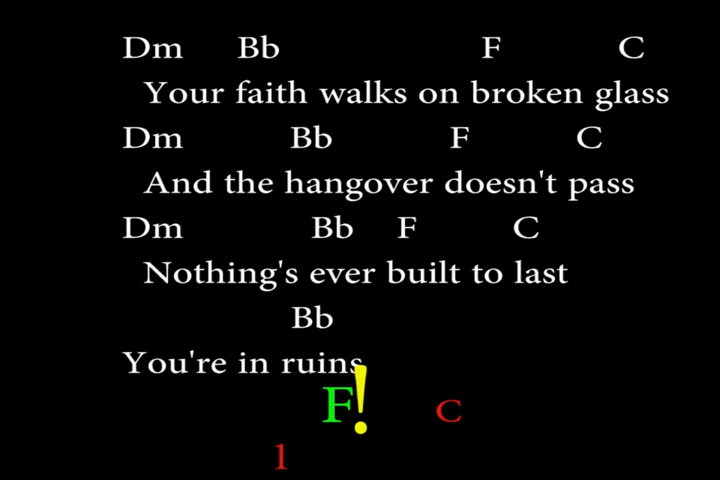 Dm Bb F C
Your faith walks on broken glass
Dm Bb F C
And the hangover doesn't pass
Dm Bb F C
Nothing's ever built to last
Bb
You're in ruins
F! C
1